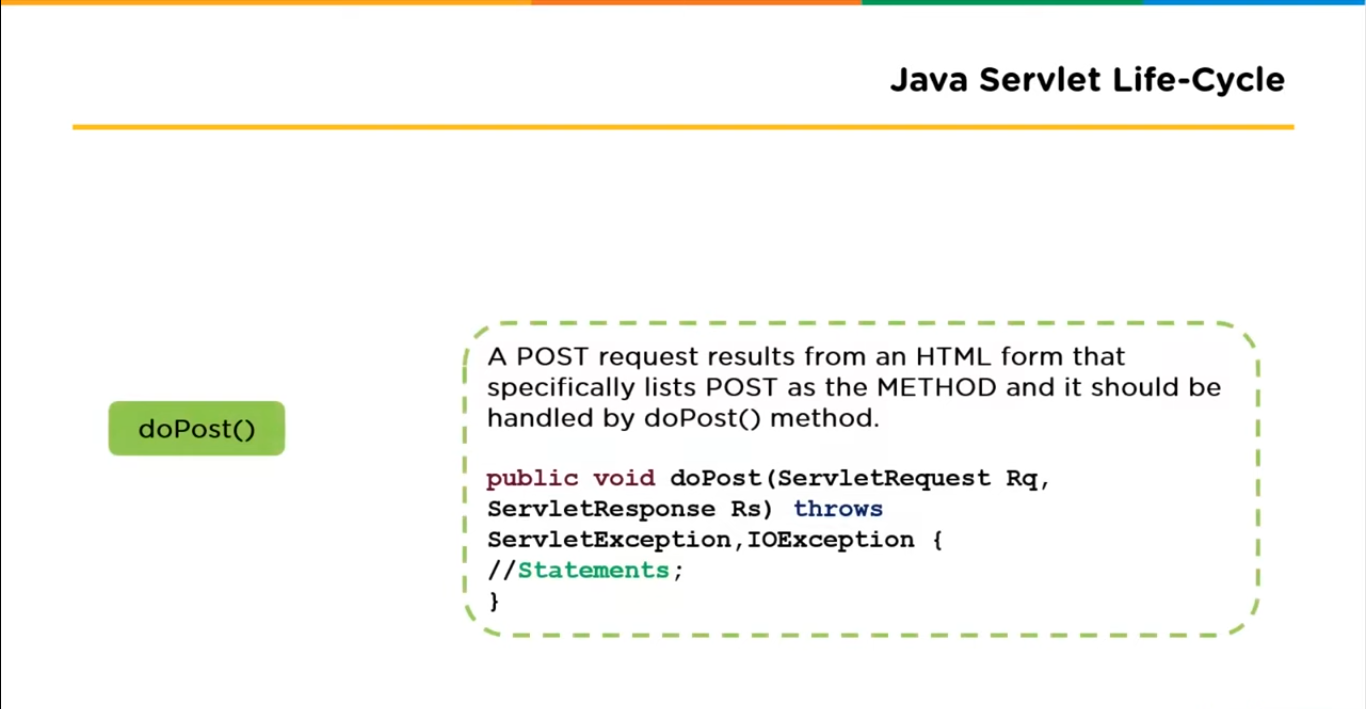 Java Servlet Life-Cycle
doPost()
A POST request results from an HTML form that
specifically lists POST as the METHOD and it should be
handled by doPost() method.
public void doPost(ServletRequest Rq,
ServletResponse Rs) throws
ServletException,IOException {
//Statements;
}